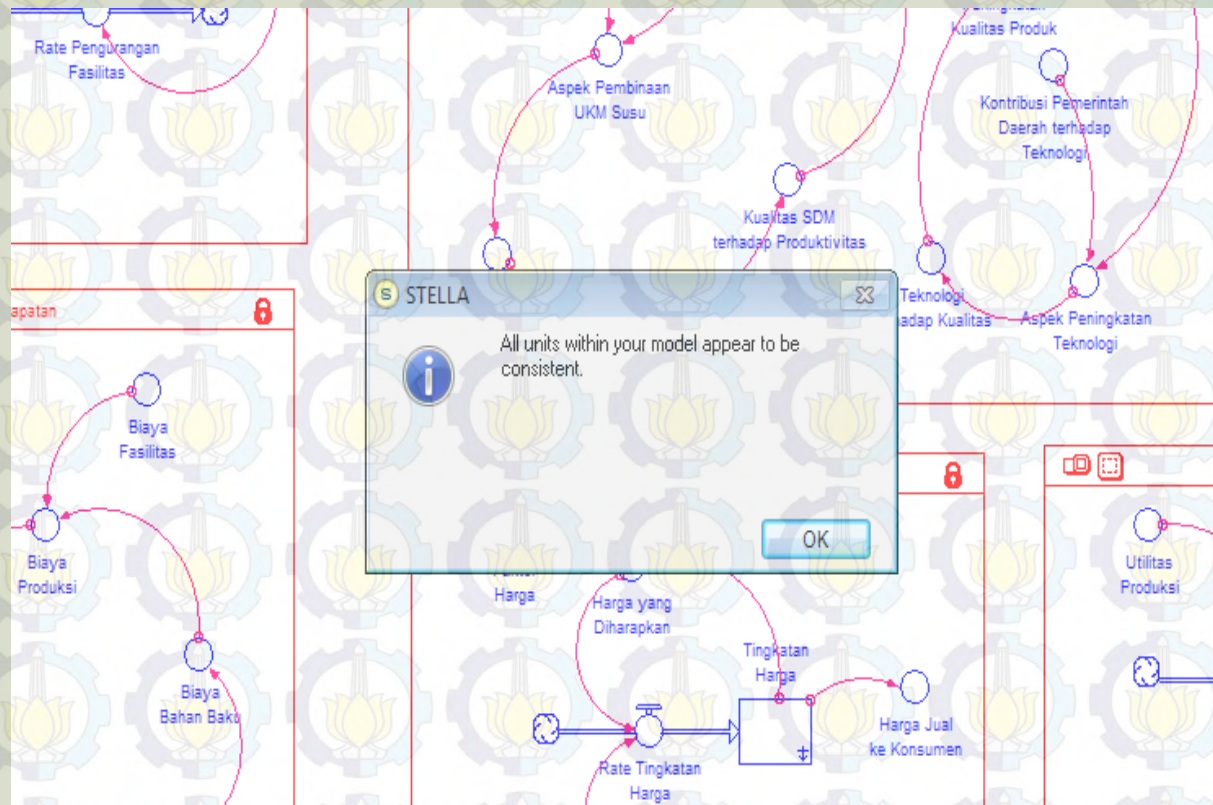 Rate Pengurangan
Fasilitas
Aspek Pembinaan
UKM Susu
Kualitas Produk
Kontribusi Pemerintah
Daerah terhadap
Teknologi
Kualitas SDM
terhadap Produktivitas
Teknologi
Kualitas
Aspek Peningkatan
Teknologi
apatan
STELLA
All units within your model appear to be
consistent.
OK
Biaya
Fasilitas
Biaya
Produksi
Biaya
Bahan Baku
Harga
Harga yang
Diharapkan
Tingkatan
Harga
Rate Tingkatan
Harga
Harga Jual
ke Konsumen
Utilitas
Produksi